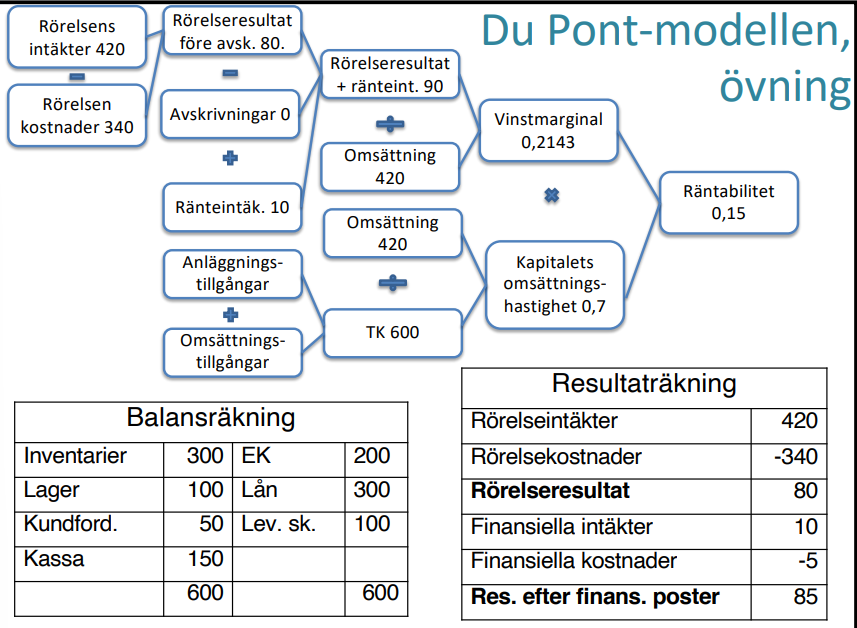 Du Pont-modellen,
övning
Rörelsens
intäkter 420
Rörelsen
kostnader 340
Rörelseresultat
före avsk. 80.
Avskrivningar 0
Ränteintäk. 10
Anläggnings-
tillgångar
Omsättnings-
tillgångar
Rörelseresultat
+ ränteint. 90
Omsättning
420
Omsättning
420
TK 600
Vinstmarginal
0,2143
Kapitalets
omsättnings-
hastighet 0,7
Räntabilitet
0,15
Balansräkning
Inventarier 300 EK 200
Lager 100 Lån 300
Kundford. 50 Lev. sk. 100
Kassa 150
600 600
Resultaträkning
Rörelseintäkter 420
Rörelsekostnader -340
Rörelseresultat 80
Finansiella intäkter 10
Finansiella kostnader -5
Res. efter finans. poster 85